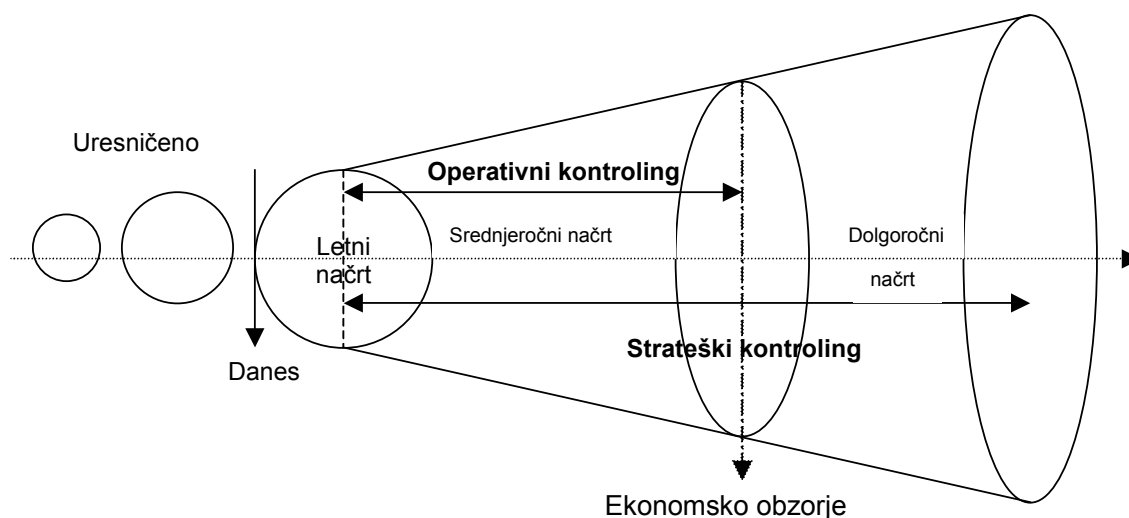 Uresničeno
Operativni kontroling
Letni
načrt
Srednjeročni načrt
Dolgoročni
načrt
Strateški kontroling
Danes
Ekonomsko obzorje